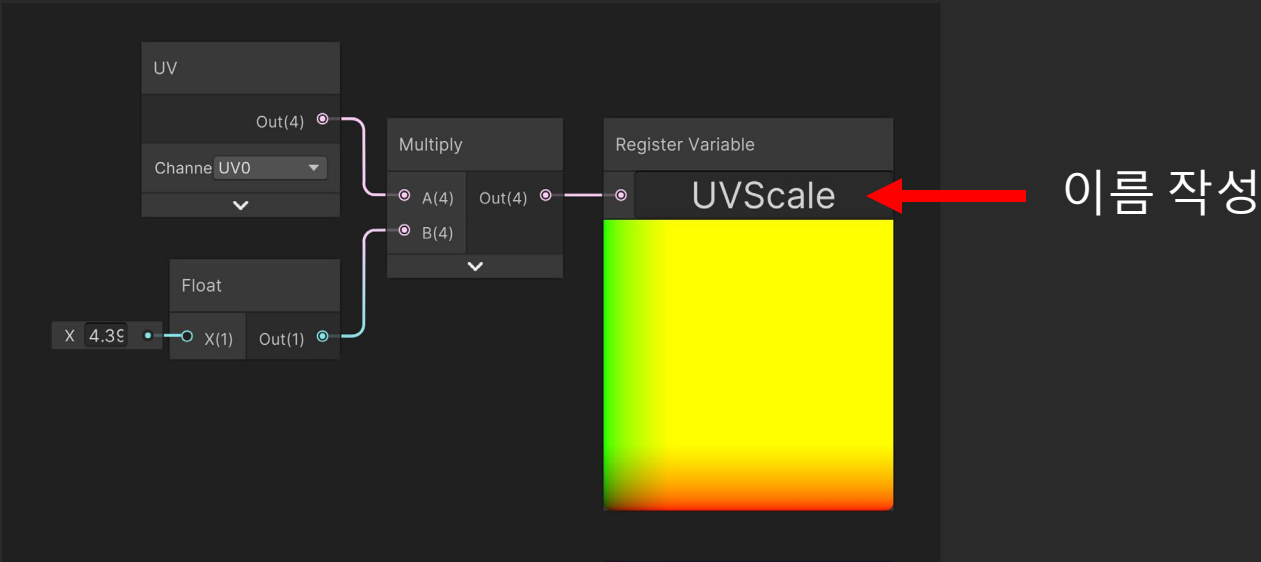 UV
Out(4)
Channe UV0
Multiply
A(4) Out(4)
B(4)
Register Variable
UVScale
이름 작성
Float
X 4.39
X(1) Out(1)